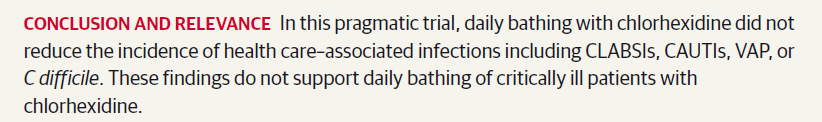 CONCLUSION AND RELEVANCE In this pragmatic trial, daily bathing with chlorhexidine did not
reduce the incidence of health care–associated infections including CLABSIs, CAUTIs, VAP, or
C difficile. These findings do not support daily bathing of critically ill patients with
chlorhexidine.